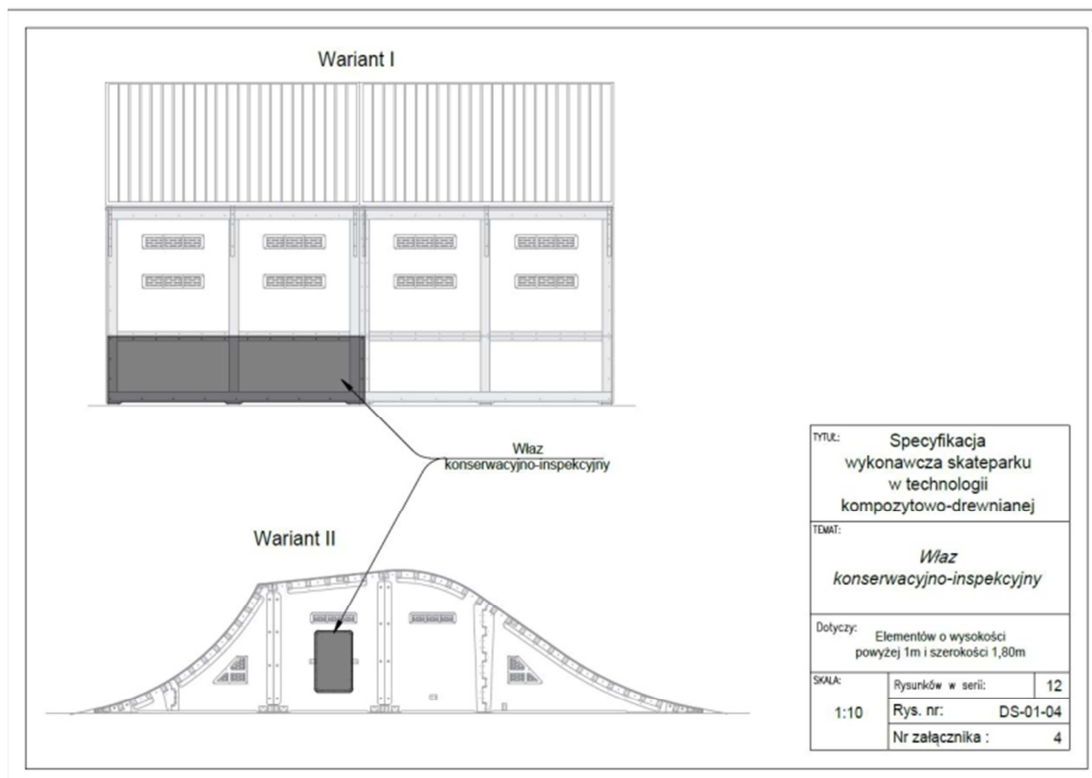 Wariant I
Właz
konserwacyjno-inspekcyjny
Wariant II
TYTUŁ:
Specyfikacja
wykonawcza skateparku
w technologii
kompozytowo-drewnianej
TEMAT:
Właz
konserwacyjno-inspekcyjny
Dotyczy:
Elementów o wysokości
powyżej 1m i szerokości 1,80m
SKALA:
1:10
Rysunków w serii: 12
Rys. nr: DS-01-04
Nr załącznika : 4